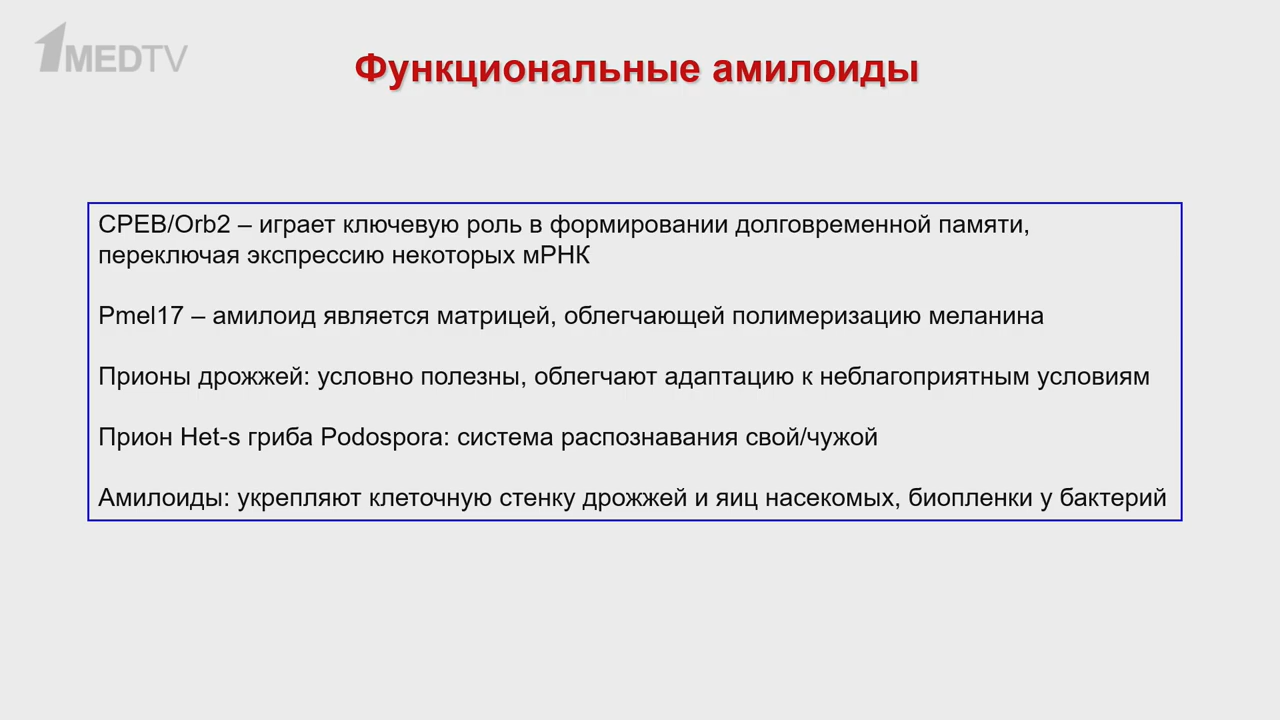 1MEDTV
Функциональные амилоиды
CPEB/Orb2 – играет ключевую роль в формировании долговременной памяти,
переключая экспрессию некоторых мРНК
Pmel17 – амилоид является матрицей, облегчающей полимеризацию меланина
Прионы дрожжей: условно полезны, облегчают адаптацию к неблагоприятным условиям
Прион Het-s гриба Podospora: система распознавания свой/чужой
Амилоиды: укрепляют клеточную стенку дрожжей и яиц насекомых, биопленки у бактерий